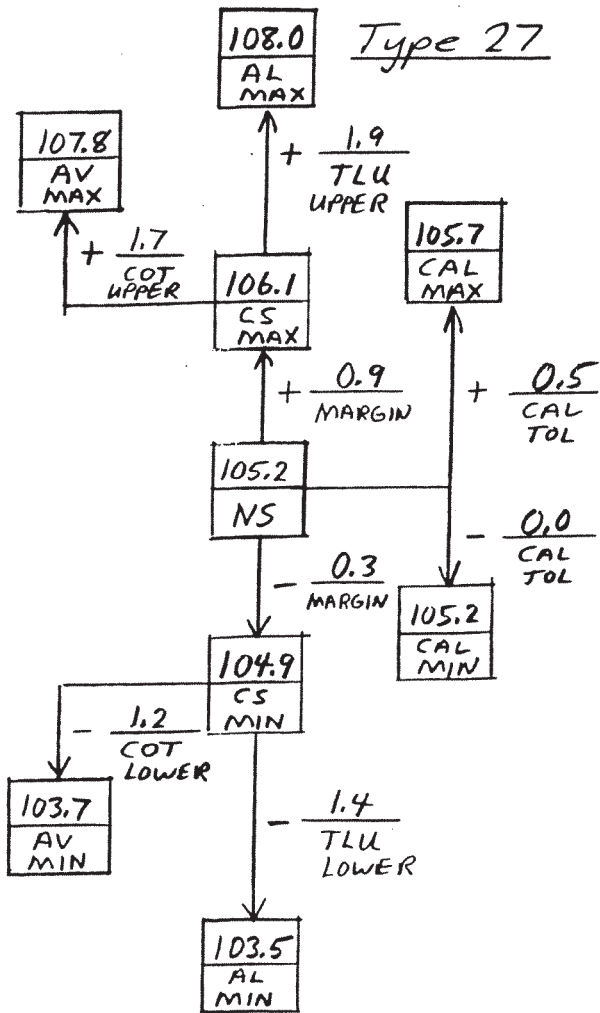 108.0
AL
MAX
Type 27
107.8
AV
MAX
+ 1.9
TLU
UPPER
+ 1.7
COT
UPPER
106.1
CS
MAX
105.7
CAL
MAX
+ 0.9
MARGIN
+ 0.5
CAL
TOL
105.2
NS
- 0.0
CAL
TOL
- 0.3
MARGIN
105.2
CAL
MIN
104.9
CS
MIN
- 1.2
COT
LOWER
103.7
AV
MIN
- 1.4
TLU
LOWER
103.5
AL
MIN